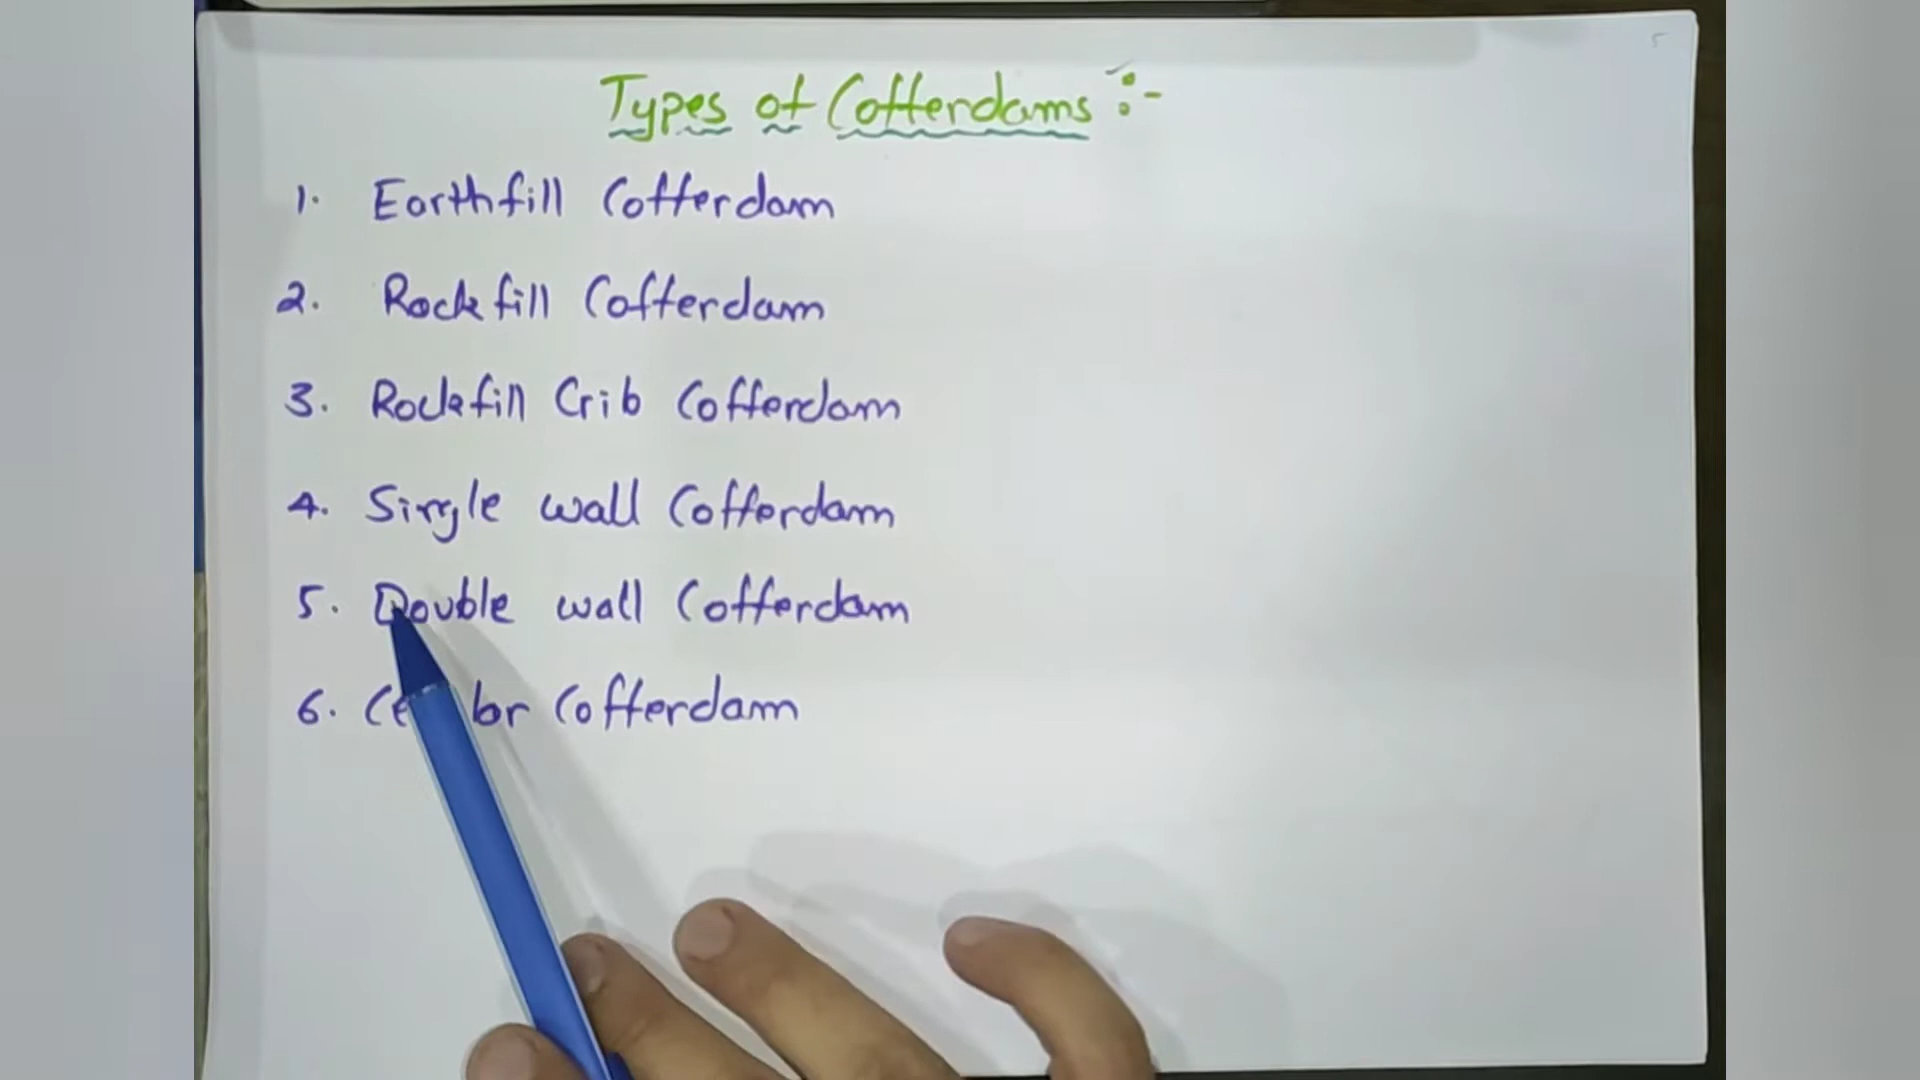 Types of Cofferdams :-
1. Earthfill Cofferdam
2. Rockfill Cofferdam
3. Rockfill Crib Cofferdam
4. Single wall Cofferdam
5. Double wall Cofferdam
6. Cofferdam